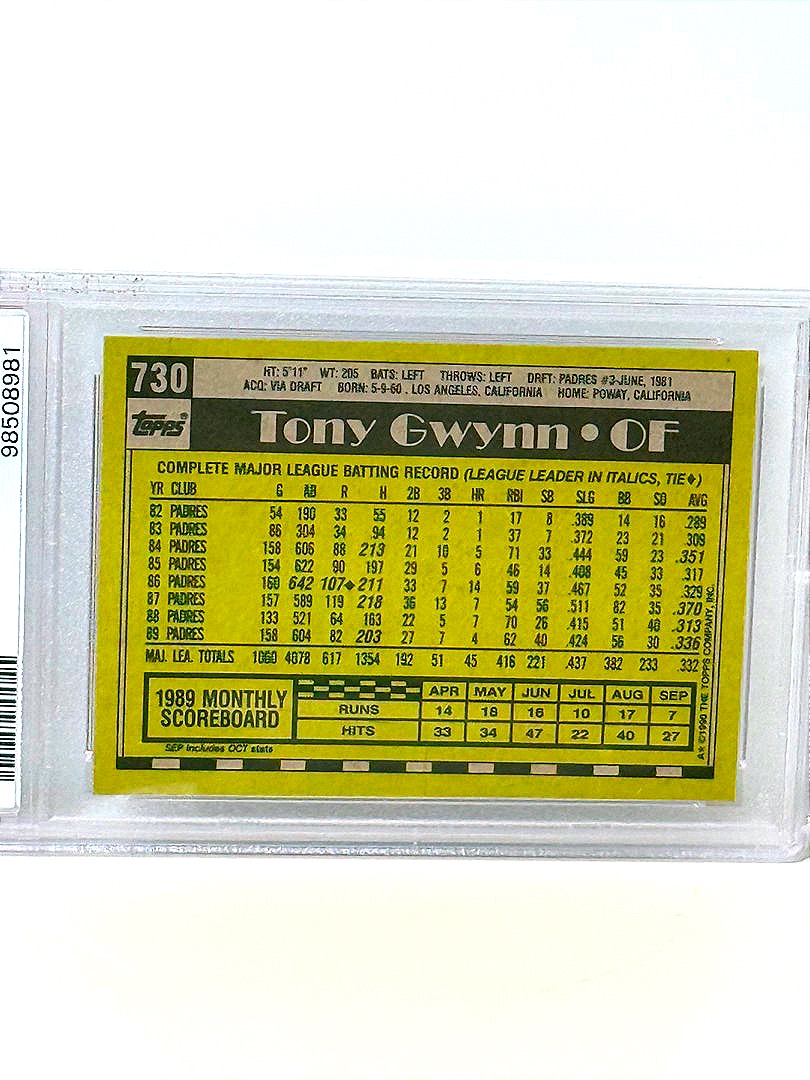 98508981
730
HT: 5'11" WT: 205 BATS: LEFT THROWS: LEFT DRFT: PADRES #3-JUNE, 1981
ACQ: VIA DRAFT BORN: 5-9-60, LOS ANGELES, CALIFORNIA HOME: POWAY, CALIFORNIA
Topps®
Tony Gwynn • OF
COMPLETE MAJOR LEAGUE BATTING RECORD (LEAGUE LEADER IN ITALICS, TIE♦)
YR CLUB G AB R H 2B 3B HR RBI SB SLG BB SO AVG
82 PADRES 54 190 33 55 12 2 1 17 8 .389 14 16 .289
83 PADRES 86 304 34 94 12 2 1 37 7 .372 23 21 .309
84 PADRES 158 606 88 213 21 10 5 71 33 .444 59 23 .351
85 PADRES 154 622 90 197 29 5 6 46 14 .408 45 33 .317
86 PADRES 160 642 107♦ 211 33 7 14 59 37 .467 52 35 .329
87 PADRES 157 589 119 218 36 13 7 54 56 .511 82 35 .370
88 PADRES 133 521 64 163 22 5 7 70 26 .415 51 40 .313
89 PADRES 158 604 82 203 27 7 4 62 40 .424 56 30 .336
MAJ. LEA. TOTALS 1060 4078 617 1354 192 51 45 416 221 .437 382 233 .332
1989 MONTHLY
SCOREBOARD
APR MAY JUN JUL AUG SEP
RUNS 14 18 16 10 17 7
HITS 33 34 47 22 40 27
SEP includes OCT stats
A* ©1990 THE TOPPS COMPANY, INC.